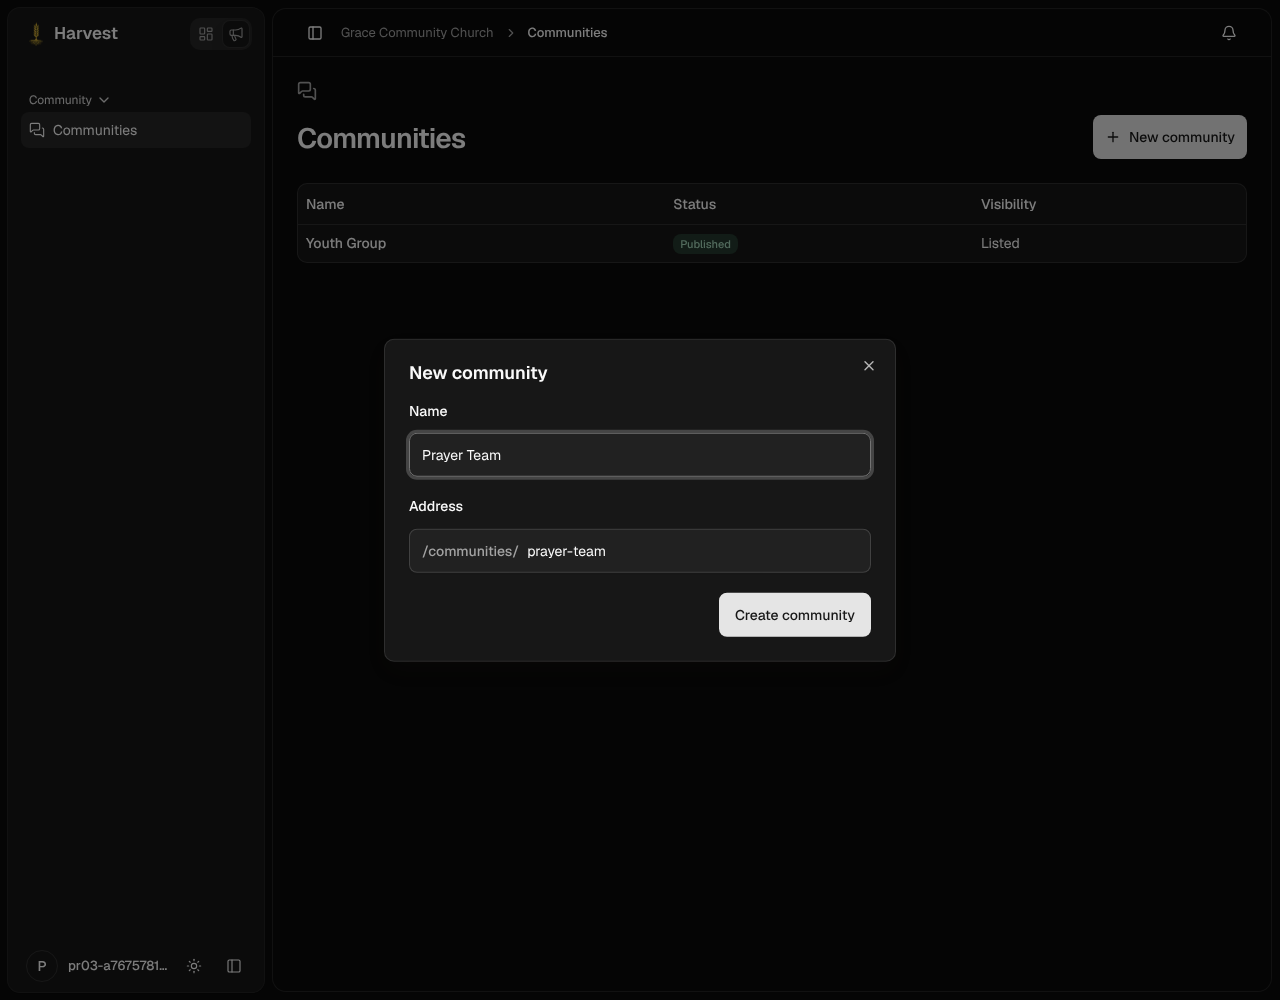 Harvest
Grace Community Church
Communities
Community
Communities
Communities
New community
Name Status Visibility
Youth Group Published Listed
New community
Name
Prayer Team
Address
/communities/ prayer-team
Create community
P
pr03-a7675781...